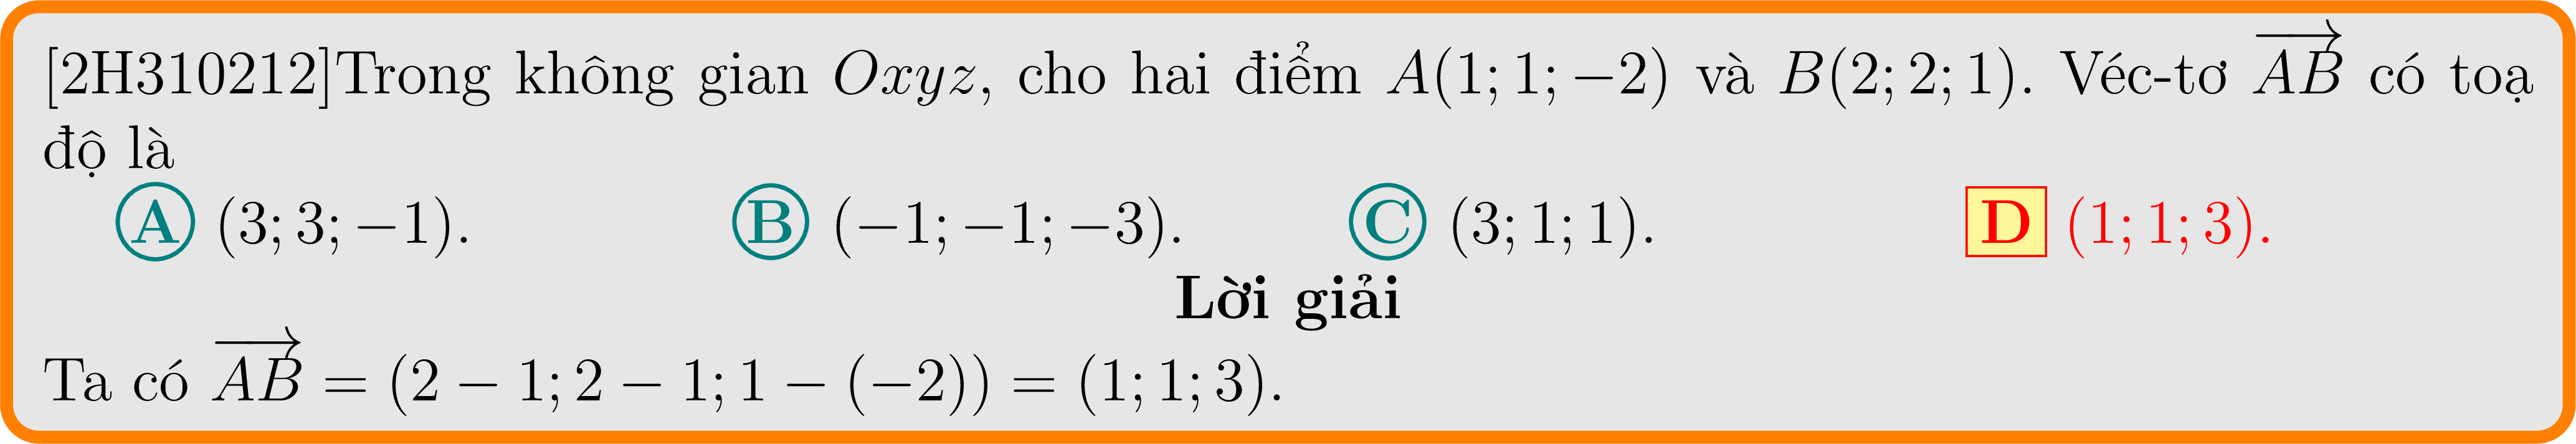 [2H310212]Trong không gian $Oxyz$, cho hai điểm $A(1; 1; -2)$ và $B(2; 2; 1)$. Véc-tơ $\overrightarrow{AB}$ có toạ
độ là
A $(3; 3; -1)$. B $(-1; -1; -3)$. C $(3; 1; 1)$. D $(1; 1; 3)$.
Lời giải
Ta có $\overrightarrow{AB} = (2 - 1; 2 - 1; 1 - (-2)) = (1; 1; 3)$.